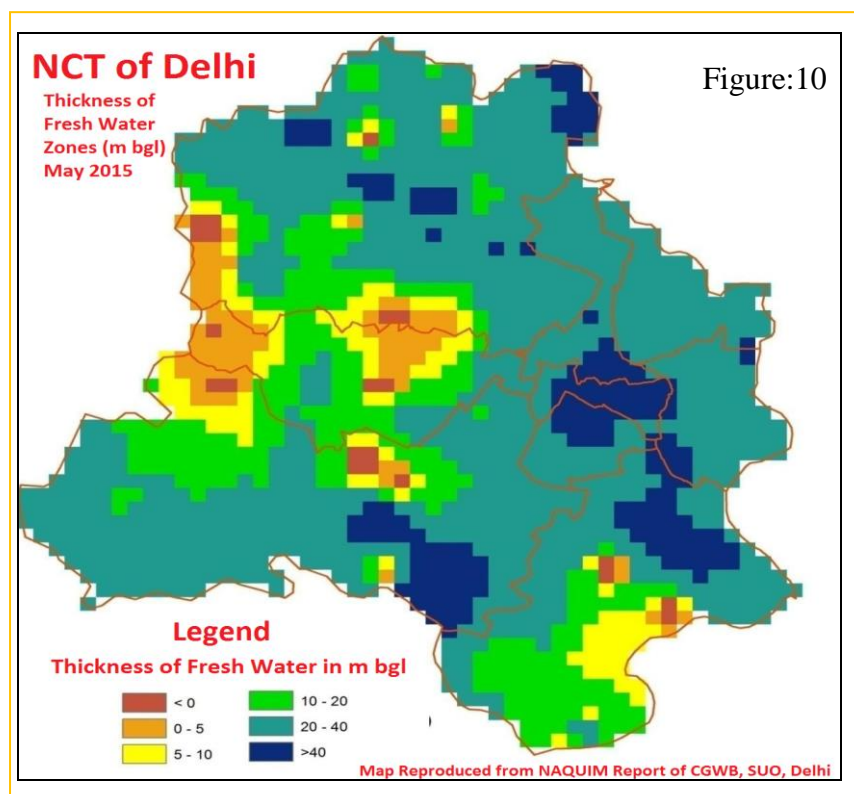 NCT of Delhi
Figure:10
Thickness of
Fresh Water
Zones (m bgl)
May 2015
Legend
Thickness of Fresh Water in m bgl
< 0
0 - 5
5 - 10
10 - 20
20 - 40
>40
Map Reproduced from NAQUIM Report of CGWB, SUO, Delhi